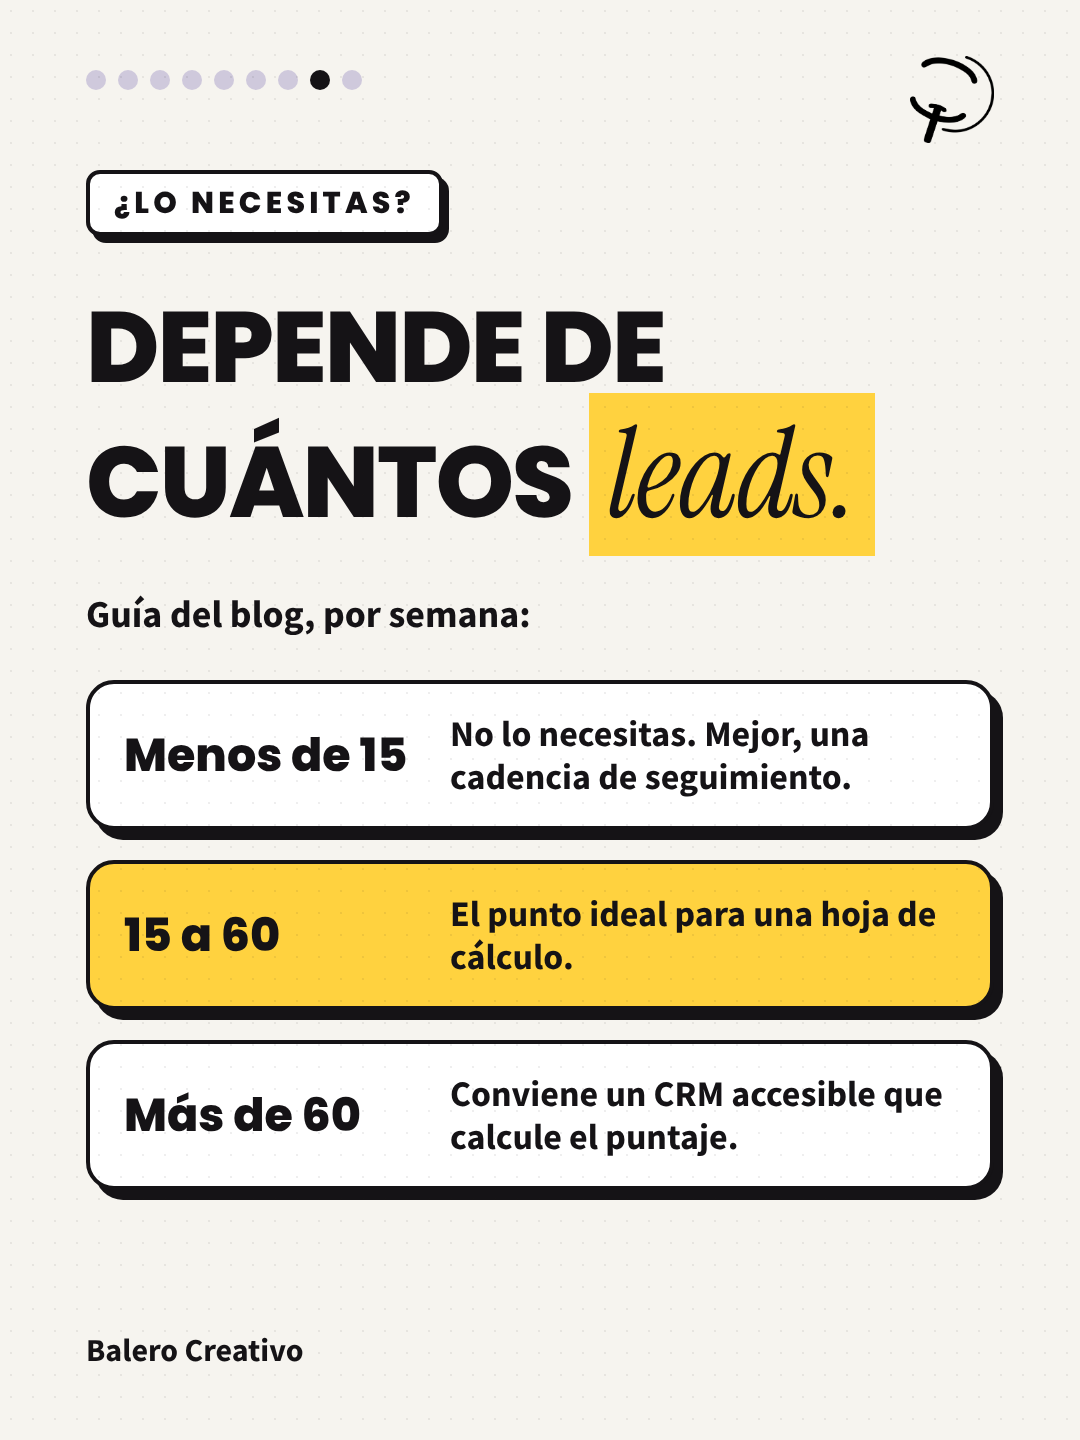 ¿LO NECESITAS?
DEPENDE DE
CUÁNTOS leads.
Guía del blog, por semana:
Menos de 15
No lo necesitas. Mejor, una
cadencia de seguimiento.
15 a 60
El punto ideal para una hoja de
cálculo.
Más de 60
Conviene un CRM accesible que
calcule el puntaje.
Balero Creativo